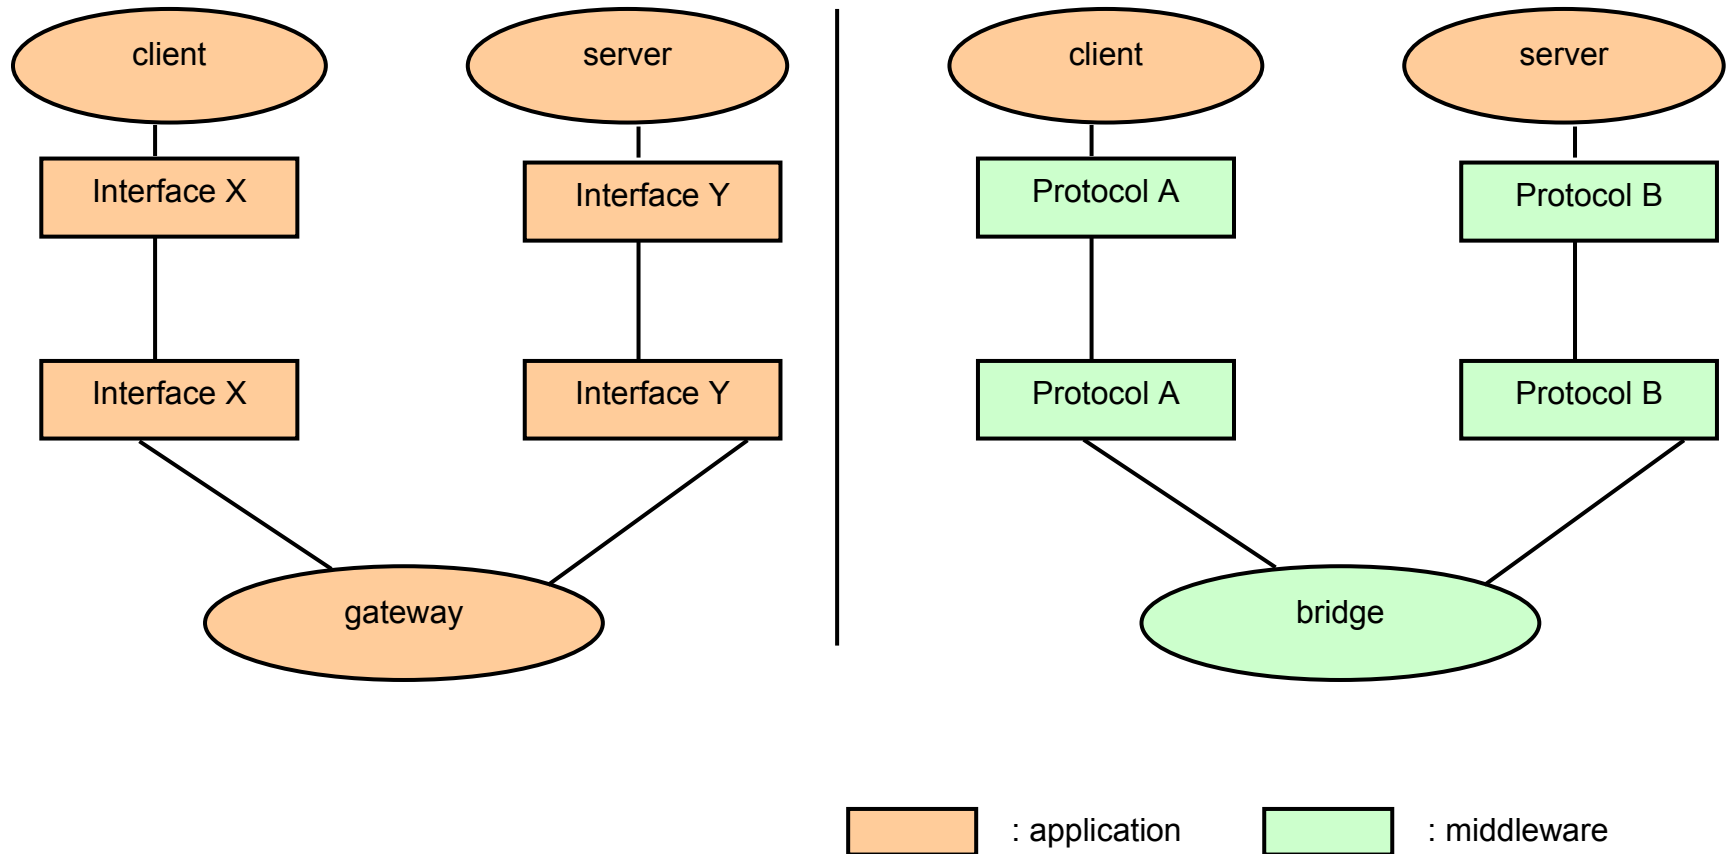 client
server
client
server
Interface X
Interface Y
Protocol A
Protocol B
Interface X
Interface Y
Protocol A
Protocol B
gateway
bridge
: application
: middleware